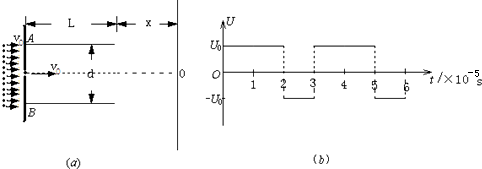 L x
v₀ A
d v₀ 0
B
(a)
U
U₀
O 1 2 3 4 5 6 t/×10⁻⁵s
-U₀
(b)